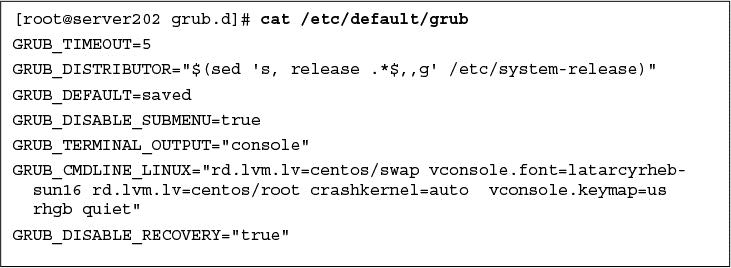 [root@server202 grub.d]# cat /etc/default/grub
GRUB_TIMEOUT=5
GRUB_DISTRIBUTOR="$(sed 's, release .*$,,g' /etc/system-release)"
GRUB_DEFAULT=saved
GRUB_DISABLE_SUBMENU=true
GRUB_TERMINAL_OUTPUT="console"
GRUB_CMDLINE_LINUX="rd.lvm.lv=centos/swap vconsole.font=latarcyrheb-
sun16 rd.lvm.lv=centos/root crashkernel=auto  vconsole.keymap=us
rhgb quiet"
GRUB_DISABLE_RECOVERY="true"